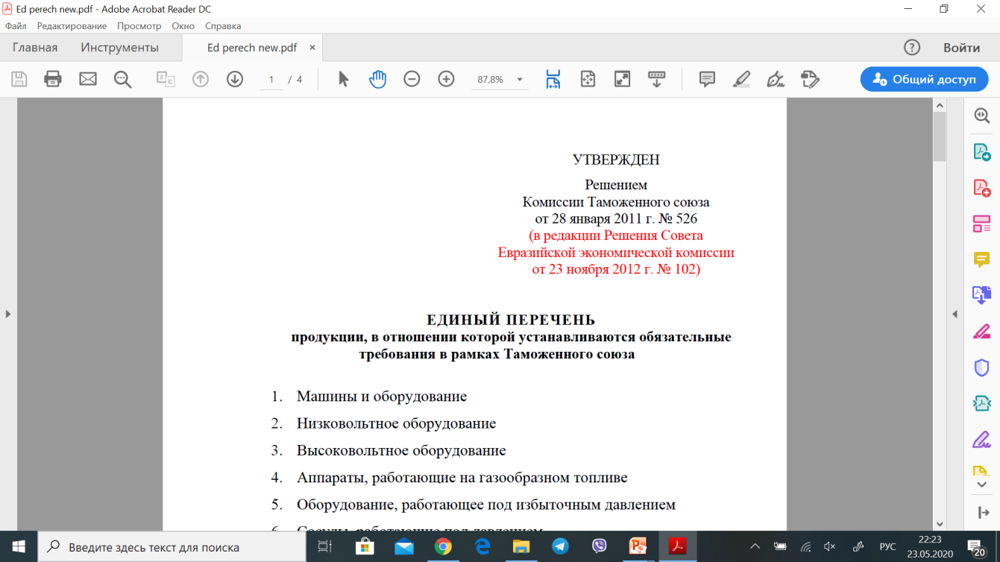 Ed perech new.pdf - Adobe Acrobat Reader DC
Файл Редактирование Просмотр Окно Справка
Главная Инструменты Ed perech new.pdf × ? Войти
1 / 4 87,8% Общий доступ
УТВЕРЖДЕН
Решением
Комиссии Таможенного союза
от 28 января 2011 г. № 526
(в редакции Решения Совета
Евразийской экономической комиссии
от 23 ноября 2012 г. № 102)
ЕДИНЫЙ ПЕРЕЧЕНЬ
продукции, в отношении которой устанавливаются обязательные
требования в рамках Таможенного союза
1. Машины и оборудование
2. Низковольтное оборудование
3. Высоковольтное оборудование
4. Аппараты, работающие на газообразном топливе
5. Оборудование, работающее под избыточным давлением
6. Сосуды, работающие под давлением
Введите здесь текст для поиска
РУС
22:23
23.05.2020
20